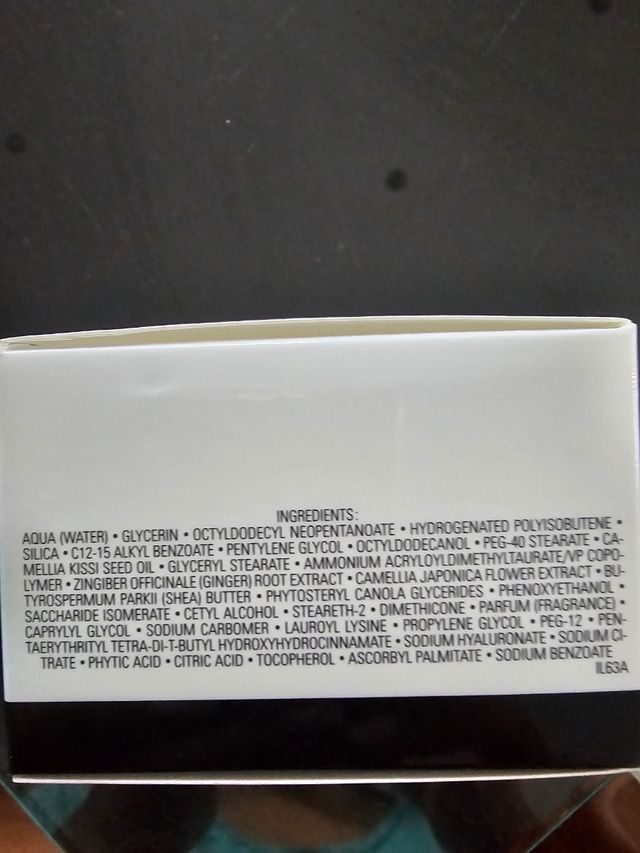 INGREDIENTS:
AQUA (WATER) • GLYCERIN • OCTYLDODECYL NEOPENTANOATE • HYDROGENATED POLYISOBUTENE •
SILICA • C12-15 ALKYL BENZOATE • PENTYLENE GLYCOL • OCTYLDODECANOL • PEG-40 STEARATE • CA-
MELLIA KISSI SEED OIL • GLYCERYL STEARATE • AMMONIUM ACRYLOYLDIMETHYLTAURATE/VP COPO-
LYMER • ZINGIBER OFFICINALE (GINGER) ROOT EXTRACT • CAMELLIA JAPONICA FLOWER EXTRACT • BU-
TYROSPERMUM PARKII (SHEA) BUTTER • PHYTOSTERYL CANOLA GLYCERIDES • PHENOXYETHANOL •
SACCHARIDE ISOMERATE • CETYL ALCOHOL • STEARETH-2 • DIMETHICONE • PARFUM (FRAGRANCE) •
CAPRYLYL GLYCOL • SODIUM CARBOMER • LAUROYL LYSINE • PROPYLENE GLYCOL • PEG-12 • PEN-
TAERYTHRITYL TETRA-DI-T-BUTYL HYDROXYHYDROCINNAMATE • SODIUM HYALURONATE • SODIUM CI-
TRATE • PHYTIC ACID • CITRIC ACID • TOCOPHEROL • ASCORBYL PALMITATE • SODIUM BENZOATE
IL63A